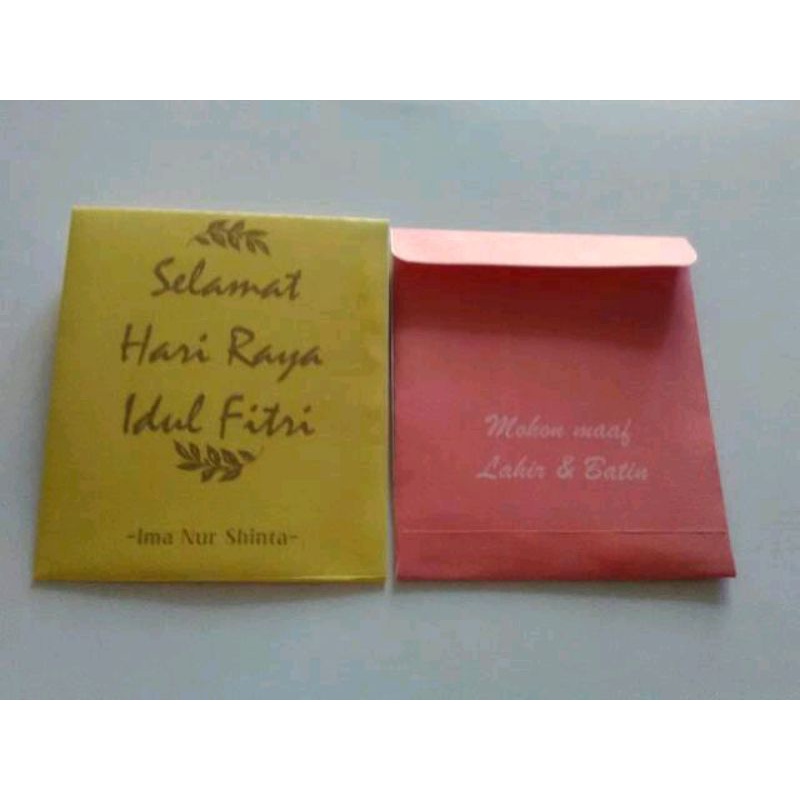 Selamat
Hari Raya
Idul Fitri
-Ima Nur Shinta-
Mohon maaf
Lahir & Batin